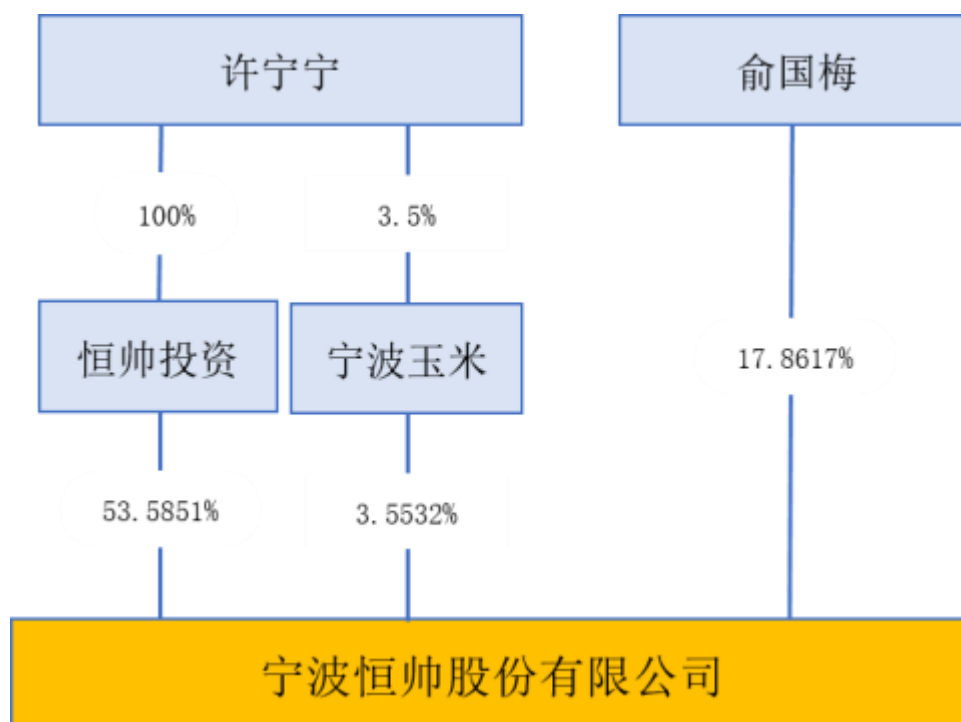 许宁宁
俞国梅
100%
3.5%
恒帅投资
宁波玉米
17.8617%
53.5851%
3.5532%
宁波恒帅股份有限公司